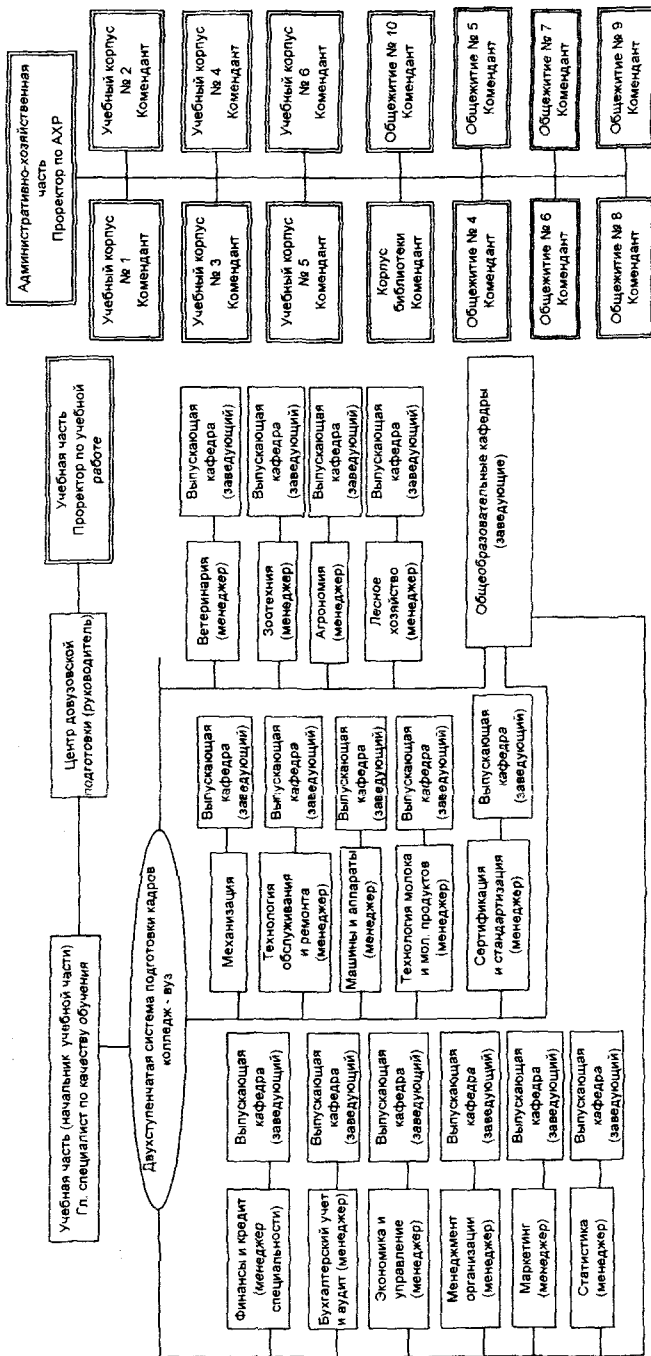 Учебная часть (начальник учебной части)
Гл. специалист по качеству обучения
Центр довузовской
подготовки (руководитель)
Учебная часть
Проректор по учебной
работе
Административно-хозяйственная
часть
Проректор по АХР
Двухступенчатая система подготовки кадров
колледж - вуз
Финансы и кредит
(менеджер
специальности)
Выпускающая
кафедра
(заведующий)
Бухгалтерский учет
и аудит (менеджер)
Выпускающая
кафедра
(заведующий)
Экономика и
управление
(менеджер)
Выпускающая
кафедра
(заведующий)
Менеджмент
организации
(менеджер)
Выпускающая
кафедра
(заведующий)
Маркетинг
(менеджер)
Выпускающая
кафедра
(заведующий)
Статистика
(менеджер)
Выпускающая
кафедра
(заведующий)
Механизация
Выпускающая
кафедра
(заведующий)
Технология
обслуживания
и ремонта
(менеджер)
Выпускающая
кафедра
(заведующий)
Машины и аппараты
(менеджер)
Выпускающая
кафедра
(заведующий)
Технология молока
и мол. продуктов
(менеджер)
Выпускающая
кафедра
(заведующий)
Сертификация
и стандартизация
(менеджер)
Выпускающая
кафедра
(заведующий)
Ветеринария
(менеджер)
Выпускающая
кафедра
(заведующий)
Зоотехния
(менеджер)
Выпускающая
кафедра
(заведующий)
Агрономия
(менеджер)
Выпускающая
кафедра
(заведующий)
Лесное
хозяйство
(менеджер)
Выпускающая
кафедра
(заведующий)
Общеобразовательные кафедры
(заведующие)
Учебный корпус
№ 1
Комендант
Учебный корпус
№ 2
Комендант
Учебный корпус
№ 3
Комендант
Учебный корпус
№ 4
Комендант
Учебный корпус
№ 5
Комендант
Учебный корпус
№ 6
Комендант
Корпус
библиотеки
Комендант
Общежитие № 10
Комендант
Общежитие № 4
Комендант
Общежитие № 5
Комендант
Общежитие № 6
Комендант
Общежитие № 7
Комендант
Общежитие № 8
Комендант
Общежитие № 9
Комендант